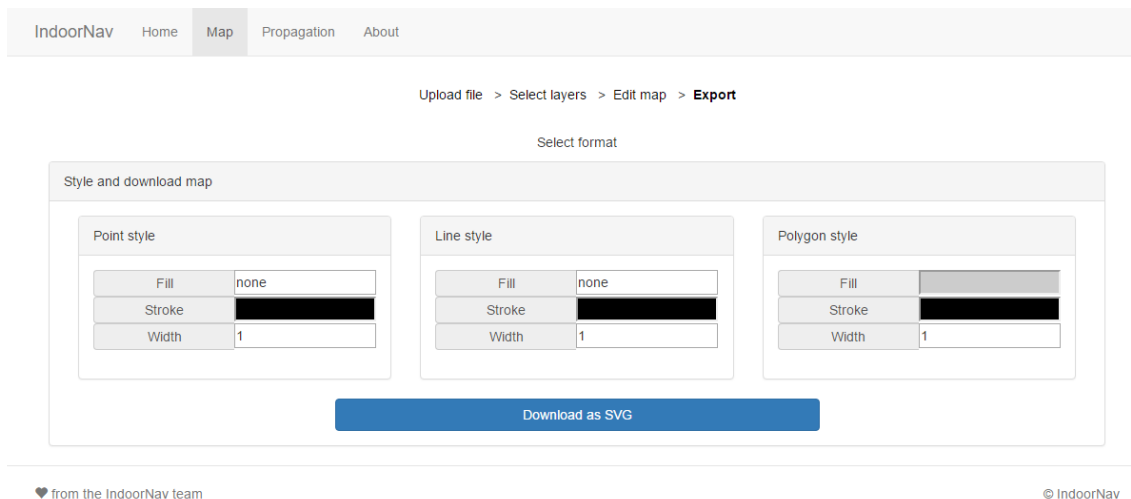 IndoorNav Home Map Propagation About
Upload file > Select layers > Edit map > Export
Select format
Style and download map
Point style
Fill none
Stroke
Width 1
Line style
Fill none
Stroke
Width 1
Polygon style
Fill
Stroke
Width 1
Download as SVG
♥ from the IndoorNav team
© IndoorNav